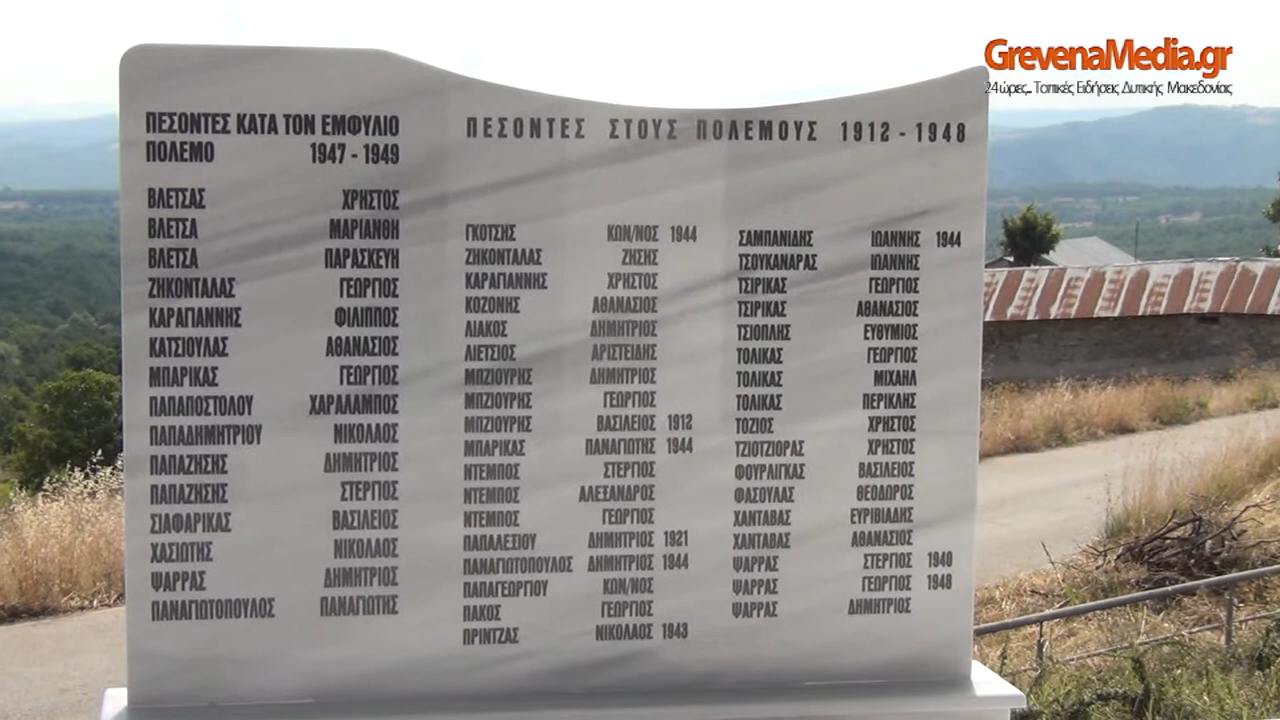 GrevenaMedia.gr
24 ώρες... Τοπικές Ειδήσεις Δυτικής Μακεδονίας
ΠΕΣΟΝΤΕΣ ΚΑΤΑ ΤΟΝ ΕΜΦΥΛΙΟ
ΠΟΛΕΜΟ 1947 - 1949
ΒΛΕΤΣΑΣ ΧΡΗΣΤΟΣ
ΒΛΕΤΣΑ ΜΑΡΙΑΝΘΗ
ΒΛΕΤΣΑ ΠΑΡΑΣΚΕΥΗ
ΖΗΚΟΝΤΑΛΑΣ ΓΕΩΡΓΙΟΣ
ΚΑΡΑΓΙΑΝΝΗΣ ΦΙΛΙΠΠΟΣ
ΚΑΤΣΙΟΥΛΑΣ ΑΘΑΝΑΣΙΟΣ
ΜΠΑΡΙΚΑΣ ΓΕΩΡΓΙΟΣ
ΠΑΠΑΠΟΣΤΟΛΟΥ ΧΑΡΑΛΑΜΠΟΣ
ΠΑΠΑΔΗΜΗΤΡΙΟΥ ΝΙΚΟΛΑΟΣ
ΠΑΠΑΖΗΣΗΣ ΔΗΜΗΤΡΙΟΣ
ΠΑΠΑΖΗΣΗΣ ΣΤΕΡΓΙΟΣ
ΣΙΑΦΑΡΙΚΑΣ ΒΑΣΙΛΕΙΟΣ
ΧΑΣΙΩΤΗΣ ΝΙΚΟΛΑΟΣ
ΨΑΡΡΑΣ ΔΗΜΗΤΡΙΟΣ
ΠΑΝΑΓΙΩΤΟΠΟΥΛΟΣ ΠΑΝΑΓΙΩΤΗΣ
ΠΕΣΟΝΤΕΣ ΣΤΟΥΣ ΠΟΛΕΜΟΥΣ 1912 - 1948
ΓΚΟΤΣΗΣ ΚΩΝ/ΝΟΣ 1944
ΖΗΚΟΝΤΑΛΑΣ ΖΗΣΗΣ
ΚΑΡΑΓΙΑΝΝΗΣ ΧΡΗΣΤΟΣ
ΚΟΖΟΝΗΣ ΑΘΑΝΑΣΙΟΣ
ΛΙΑΚΟΣ ΔΗΜΗΤΡΙΟΣ
ΛΙΕΤΣΙΟΣ ΑΡΙΣΤΕΙΔΗΣ
ΜΠΖΙΟΥΡΗΣ ΔΗΜΗΤΡΙΟΣ
ΜΠΖΙΟΥΡΗΣ ΓΕΩΡΓΙΟΣ
ΜΠΖΙΟΥΡΗΣ ΒΑΣΙΛΕΙΟΣ 1912
ΜΠΑΡΙΚΑΣ ΠΑΝΑΓΙΩΤΗΣ 1944
ΝΤΕΜΠΟΣ ΣΤΕΡΓΙΟΣ
ΝΤΕΜΠΟΣ ΑΛΕΞΑΝΔΡΟΣ
ΝΤΕΜΠΟΣ ΓΕΩΡΓΙΟΣ
ΠΑΠΑΛΕΞΙΟΥ ΔΗΜΗΤΡΙΟΣ 1921
ΠΑΝΑΓΙΩΤΟΠΟΥΛΟΣ ΔΗΜΗΤΡΙΟΣ 1944
ΠΑΠΑΓΕΩΡΓΙΟΥ ΚΩΝ/ΝΟΣ
ΠΑΚΟΣ ΓΕΩΡΓΙΟΣ
ΠΡΙΝΤΖΑΣ ΝΙΚΟΛΑΟΣ 1943
ΣΑΜΠΑΝΙΔΗΣ ΙΩΑΝΝΗΣ 1944
ΤΣΟΥΚΑΝΑΡΑΣ ΙΩΑΝΝΗΣ
ΤΣΙΡΙΚΑΣ ΓΕΩΡΓΙΟΣ
ΤΣΙΡΙΚΑΣ ΑΘΑΝΑΣΙΟΣ
ΤΣΙΟΠΛΗΣ ΕΥΘΥΜΙΟΣ
ΤΟΛΙΚΑΣ ΓΕΩΡΓΙΟΣ
ΤΟΛΙΚΑΣ ΜΙΧΑΗΛ
ΤΟΛΙΚΑΣ ΠΕΡΙΚΛΗΣ
ΤΟΖΙΟΣ ΧΡΗΣΤΟΣ
ΤΖΙΟΤΖΙΟΡΑΣ ΧΡΗΣΤΟΣ
ΦΟΥΡΛΙΓΚΑΣ ΒΑΣΙΛΕΙΟΣ
ΦΑΣΟΥΛΑΣ ΘΕΟΔΩΡΟΣ
ΧΑΝΤΑΒΑΣ ΕΥΡΙΒΙΑΔΗΣ
ΧΑΝΤΑΒΑΣ ΑΘΑΝΑΣΙΟΣ
ΨΑΡΡΑΣ ΣΤΕΡΓΙΟΣ 1940
ΨΑΡΡΑΣ ΓΕΩΡΓΙΟΣ 1948
ΨΑΡΡΑΣ ΔΗΜΗΤΡΙΟΣ